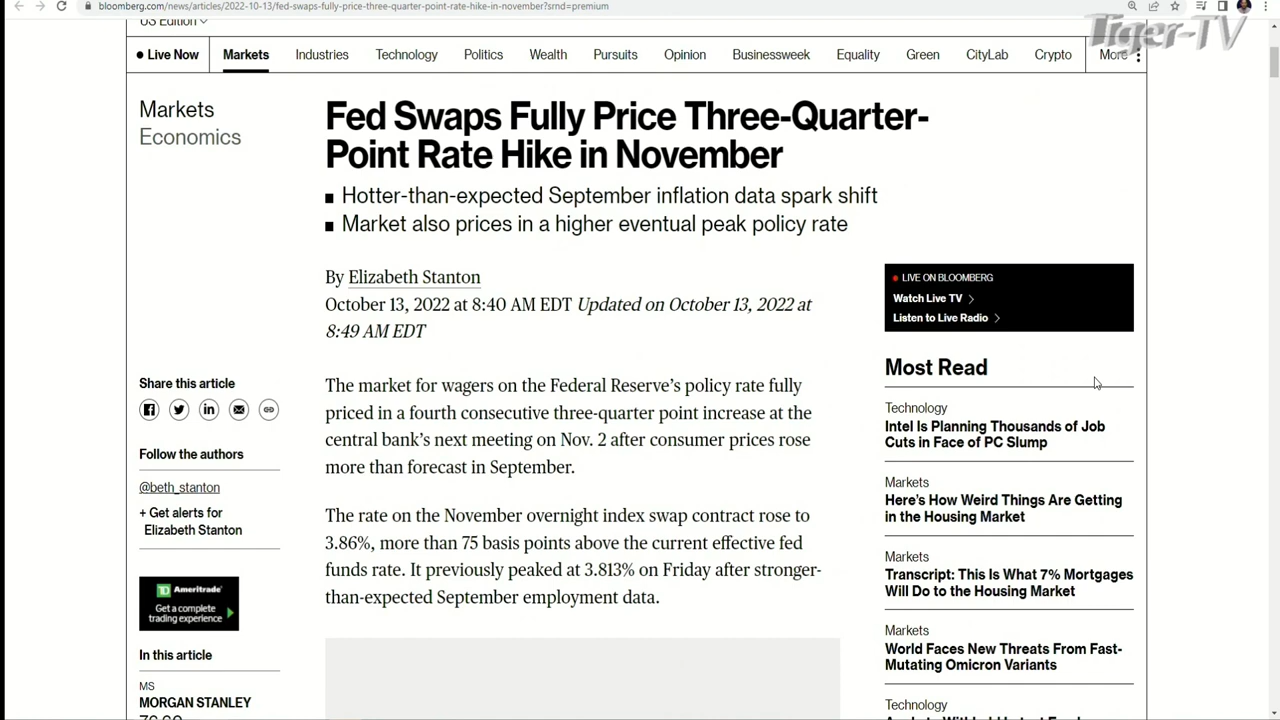 bloomberg.com/news/articles/2022-10-13/fed-swaps-fully-price-three-quarter-point-rate-hike-in-november?srnd=premium
Tiger-TV
US Edition
Live Now
Markets
Industries
Technology
Politics
Wealth
Pursuits
Opinion
Businessweek
Equality
Green
CityLab
Crypto
More
Markets
Economics
Fed Swaps Fully Price Three-Quarter-
Point Rate Hike in November
Hotter-than-expected September inflation data spark shift
Market also prices in a higher eventual peak policy rate
By Elizabeth Stanton
October 13, 2022 at 8:40 AM EDT Updated on October 13, 2022 at
8:49 AM EDT
Share this article
Follow the authors
@beth_stanton
+ Get alerts for
Elizabeth Stanton
TD Ameritrade
Get a complete
trading experience
In this article
MS
MORGAN STANLEY
The market for wagers on the Federal Reserve's policy rate fully
priced in a fourth consecutive three-quarter point increase at the
central bank's next meeting on Nov. 2 after consumer prices rose
more than forecast in September.
The rate on the November overnight index swap contract rose to
3.86%, more than 75 basis points above the current effective fed
funds rate. It previously peaked at 3.813% on Friday after stronger-
than-expected September employment data.
LIVE ON BLOOMBERG
Watch Live TV
Listen to Live Radio
Most Read
Technology
Intel Is Planning Thousands of Job
Cuts in Face of PC Slump
Markets
Here's How Weird Things Are Getting
in the Housing Market
Markets
Transcript: This Is What 7% Mortgages
Will Do to the Housing Market
Markets
World Faces New Threats From Fast-
Mutating Omicron Variants
Technology